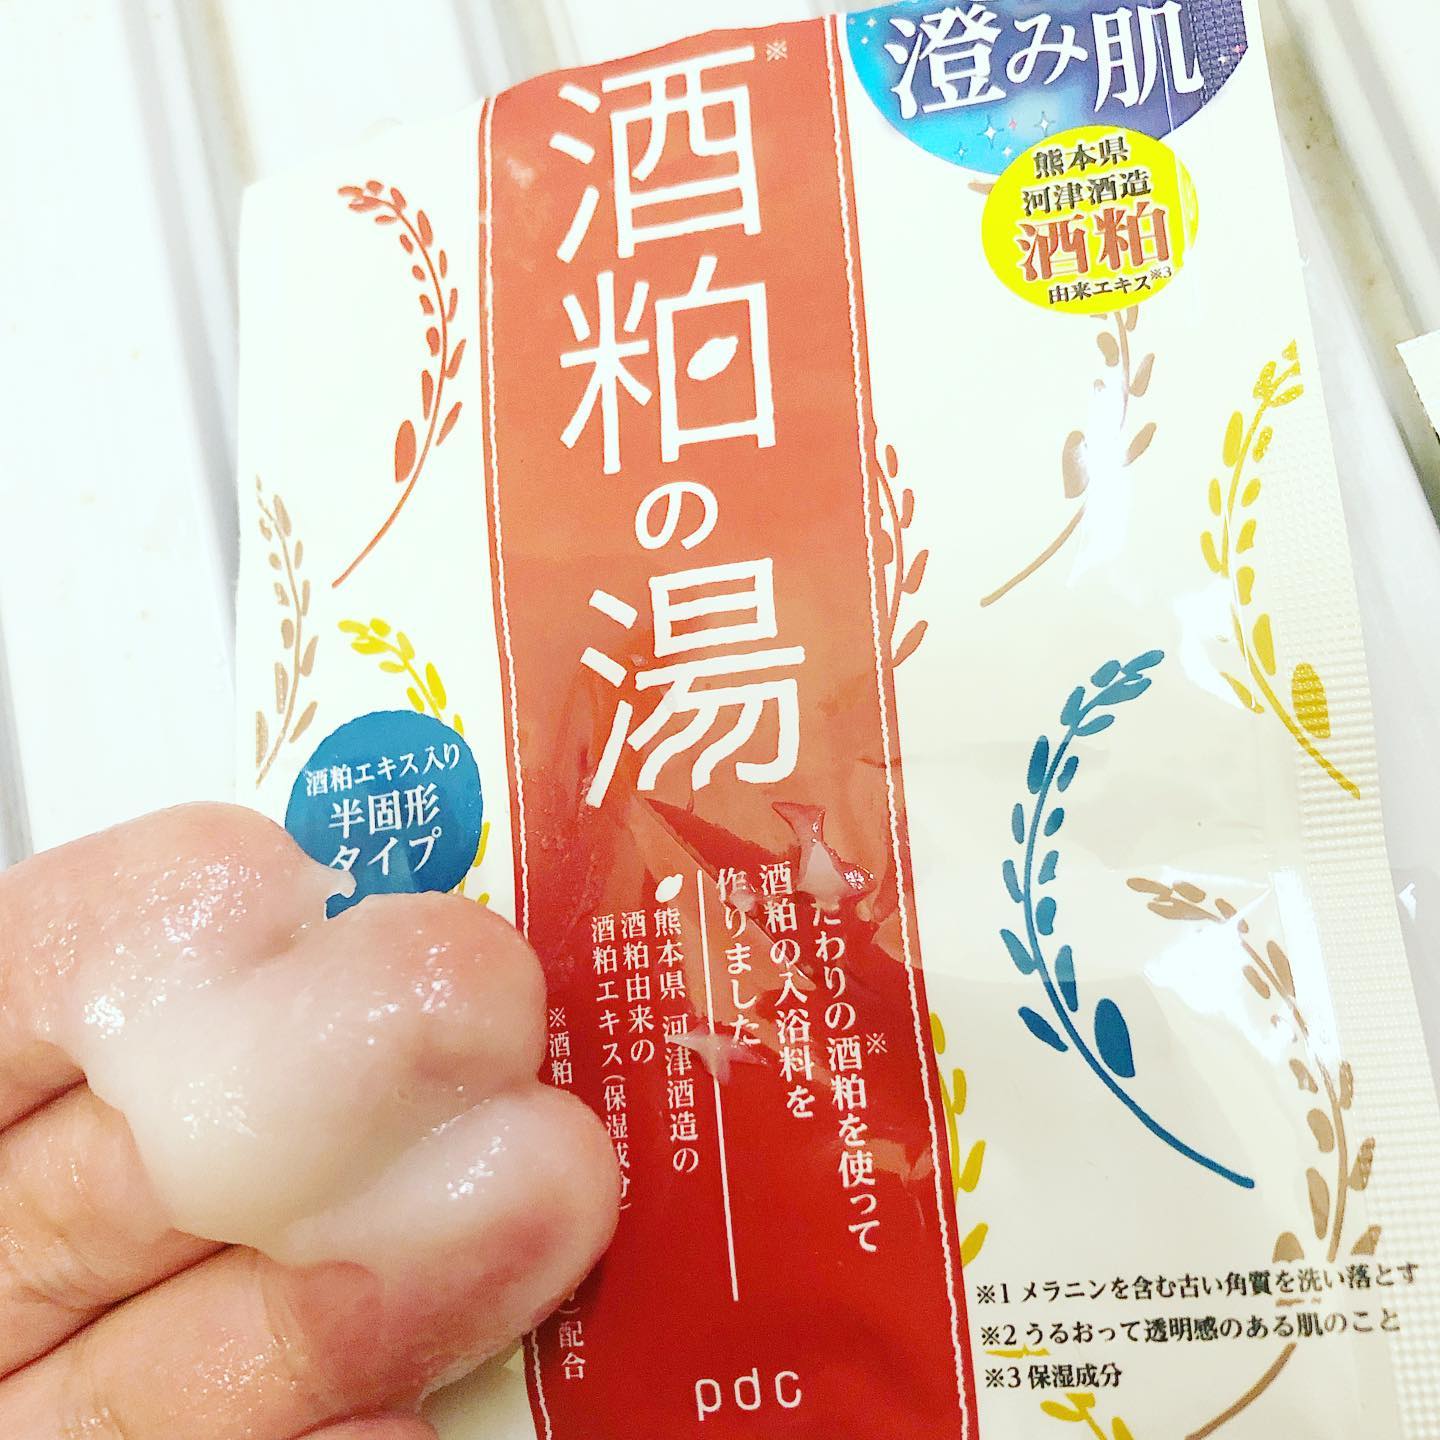 澄み肌
熊本県
河津酒造
酒粕
由来エキス※3
酒粕の湯※
酒粕エキス入り
半固形
タイプ
だわりの酒粕※を使って
酒粕の入浴料を
作りました
熊本県 河津酒造の
酒粕由来の
酒粕エキス(保湿成分)
※酒粕
配合
pdc
※1 メラニンを含む古い角質を洗い落とす
※2 うるおって透明感のある肌のこと
※3 保湿成分